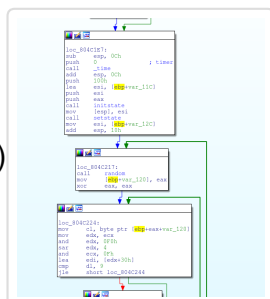 )
loc_804C1E7:
sub esp, 0Ch
push 0 ; timer
call _time
add esp, 0Ch
push 100h
lea esi, [ebp+var_11C]
push esi
push eax
call initstate
mov [esp], esi
call setstate
mov esi, [ebp+var_12C]
add esp, 10h
loc_804C217:
call random
mov [ebp+var_120], eax
xor eax, eax
loc_804C224:
mov cl, byte ptr [ebp+eax+var_120]
mov edx, ecx
and edx, 0F0h
sar edx, 4
and ecx, 0Fh
lea edi, [edx+30h]
cmp dl, 9
jle short loc_804C244